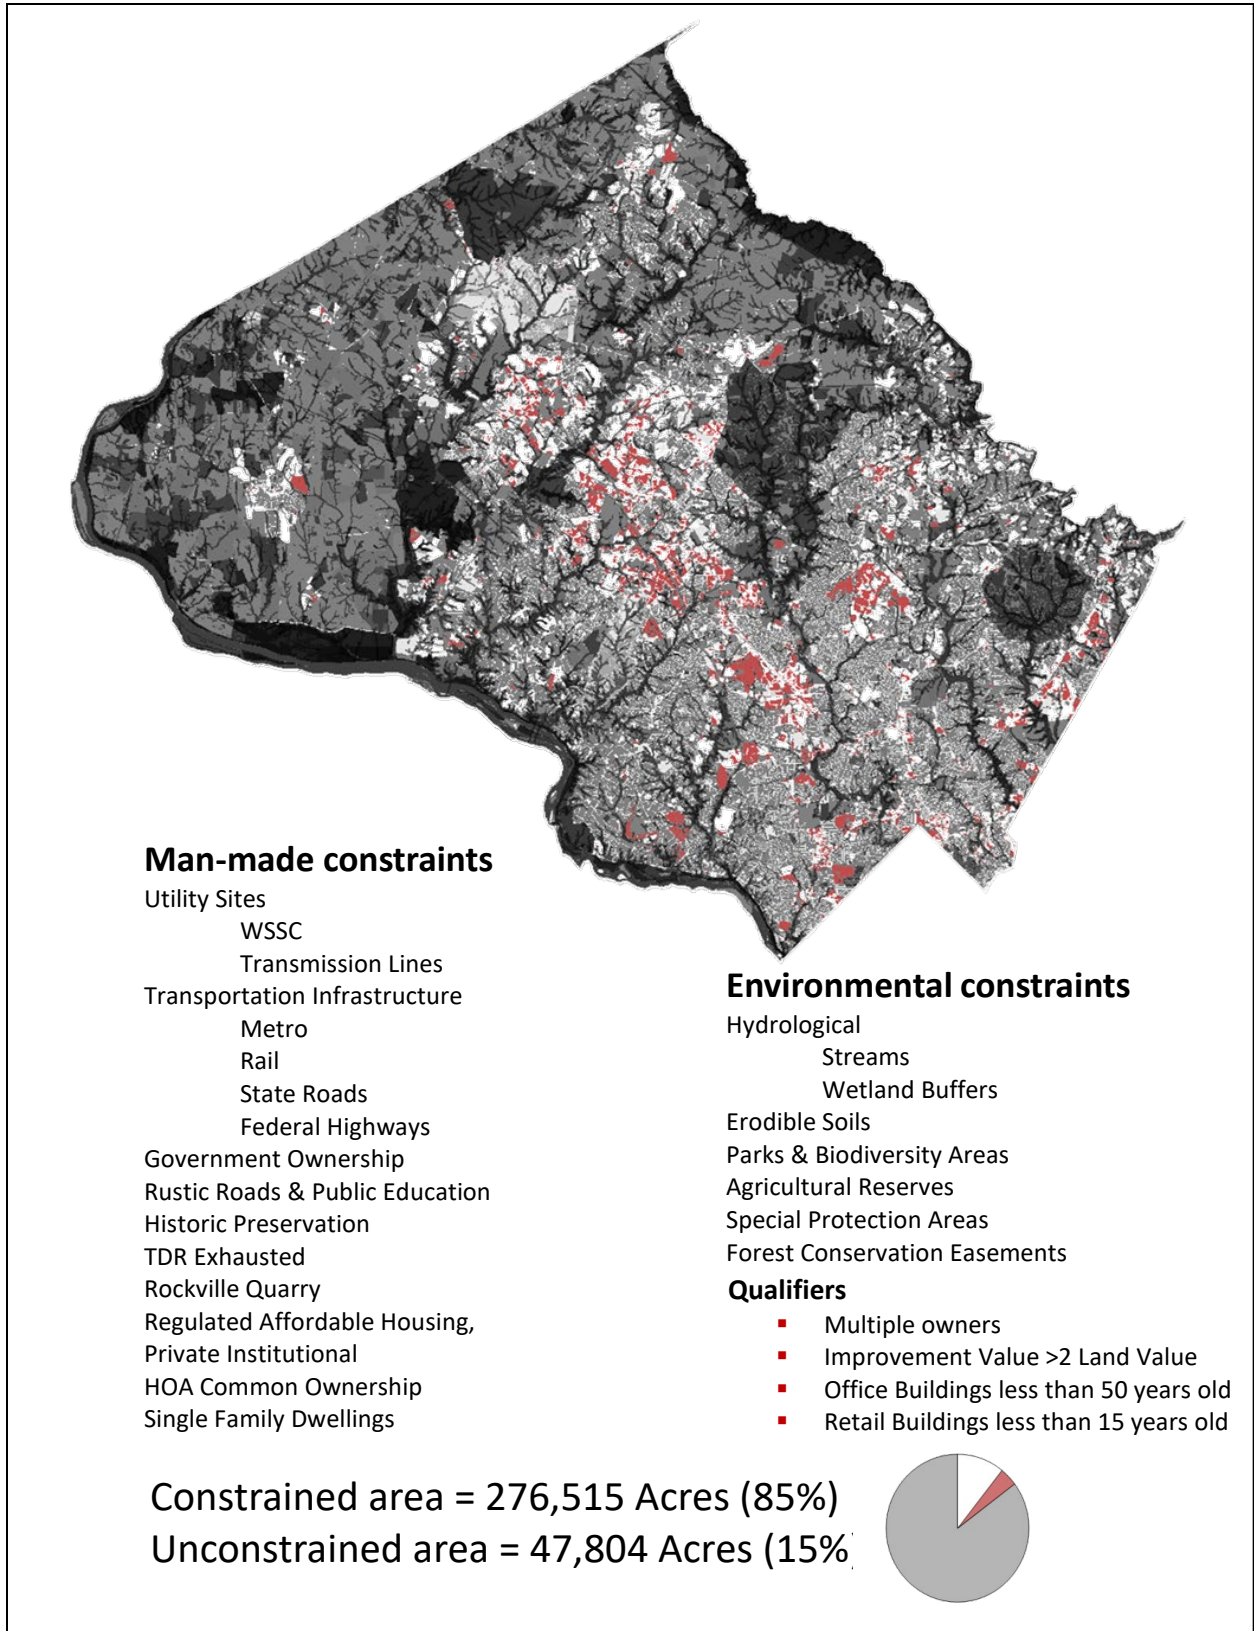 Man-made constraints
Utility Sites
WSSC
Transmission Lines
Transportation Infrastructure
Metro
Rail
State Roads
Federal Highways
Government Ownership
Rustic Roads & Public Education
Historic Preservation
TDR Exhausted
Rockville Quarry
Regulated Affordable Housing,
Private Institutional
HOA Common Ownership
Single Family Dwellings
Environmental constraints
Hydrological
Streams
Wetland Buffers
Erodible Soils
Parks & Biodiversity Areas
Agricultural Reserves
Special Protection Areas
Forest Conservation Easements
Qualifiers
▪ Multiple owners
▪ Improvement Value >2 Land Value
▪ Office Buildings less than 50 years old
▪ Retail Buildings less than 15 years old
Constrained area = 276,515 Acres (85%)
Unconstrained area = 47,804 Acres (15%)